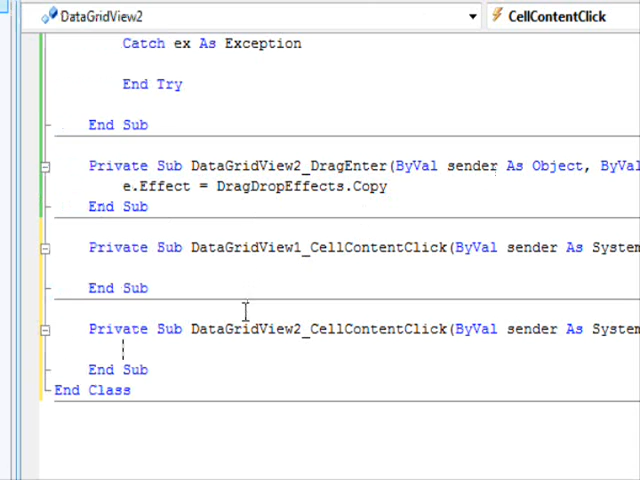 DataGridView2 CellContentClick
Catch ex As Exception
End Try
End Sub
Private Sub DataGridView2_DragEnter(ByVal sender As Object, ByVal
e.Effect = DragDropEffects.Copy
End Sub
Private Sub DataGridView1_CellContentClick(ByVal sender As System
End Sub
Private Sub DataGridView2_CellContentClick(ByVal sender As System
End Sub
End Class